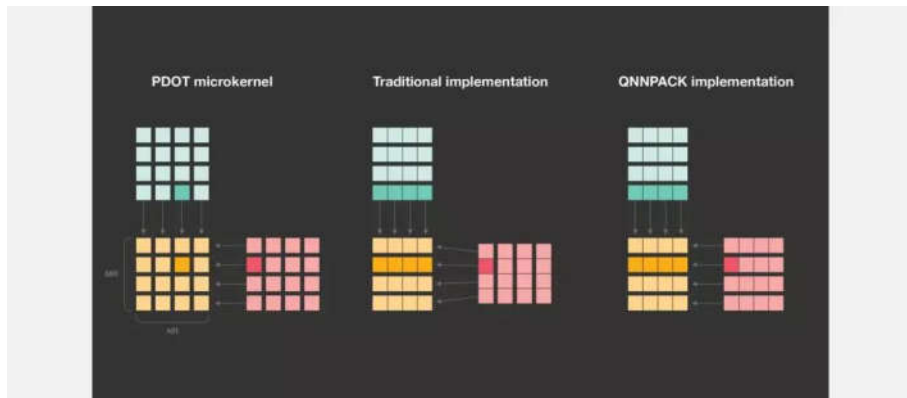 PDOT microkernel
Traditional implementation
QNNPACK implementation